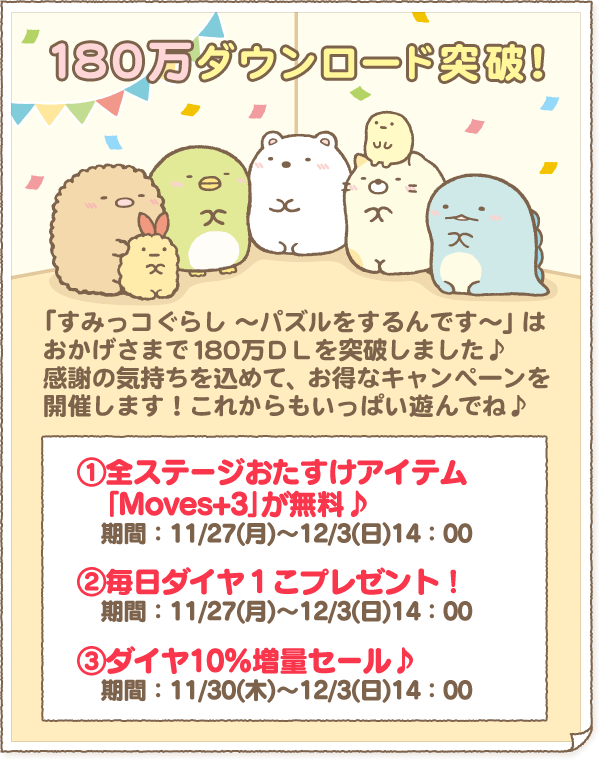 180万ダウンロード突破!
「すみっコぐらし ～パズルをするんです～」は
おかげさまで180万ＤＬを突破しました♪
感謝の気持ちを込めて、お得なキャンペーンを
開催します！これからもいっぱい遊んでね♪
①全ステージおたすけアイテム
「Moves+3」が無料♪
期間：11/27(月)～12/3(日)14：00
②毎日ダイヤ１こプレゼント！
期間：11/27(月)～12/3(日)14：00
③ダイヤ10%増量セール♪
期間：11/30(木)～12/3(日)14：00